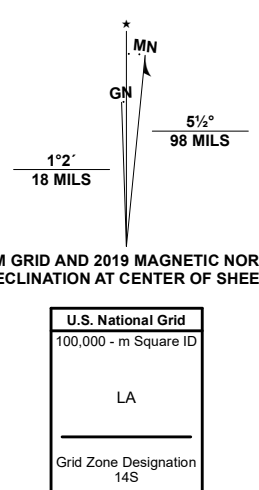 ★
MN
GN
5½°
98 MILS
1°2´
18 MILS
M GRID AND 2019 MAGNETIC NOR
ECLINATION AT CENTER OF SHEE
U.S. National Grid
100,000 - m Square ID
LA
Grid Zone Designation
14S